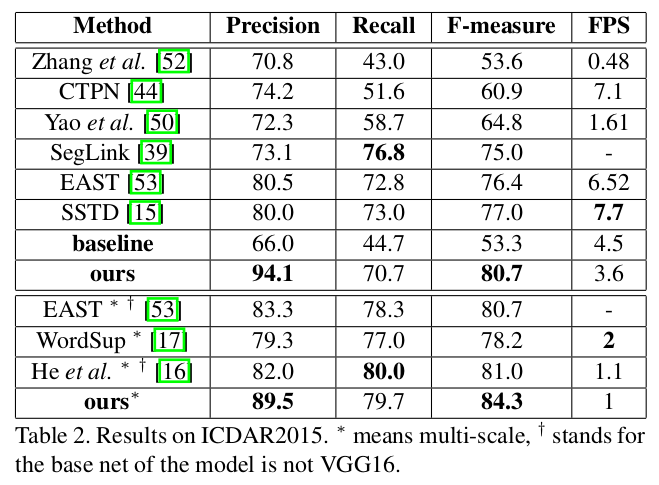 Method Precision Recall F-measure FPS
Zhang et al. [52] 70.8 43.0 53.6 0.48
CTPN [44] 74.2 51.6 60.9 7.1
Yao et al. [50] 72.3 58.7 64.8 1.61
SegLink [39] 73.1 76.8 75.0 -
EAST [53] 80.5 72.8 76.4 6.52
SSTD [15] 80.0 73.0 77.0 7.7
baseline 66.0 44.7 53.3 4.5
ours 94.1 70.7 80.7 3.6
EAST * † [53] 83.3 78.3 80.7 -
WordSup * [17] 79.3 77.0 78.2 2
He et al. * † [16] 82.0 80.0 81.0 1.1
ours* 89.5 79.7 84.3 1
Table 2. Results on ICDAR2015. * means multi-scale, † stands for
the base net of the model is not VGG16.